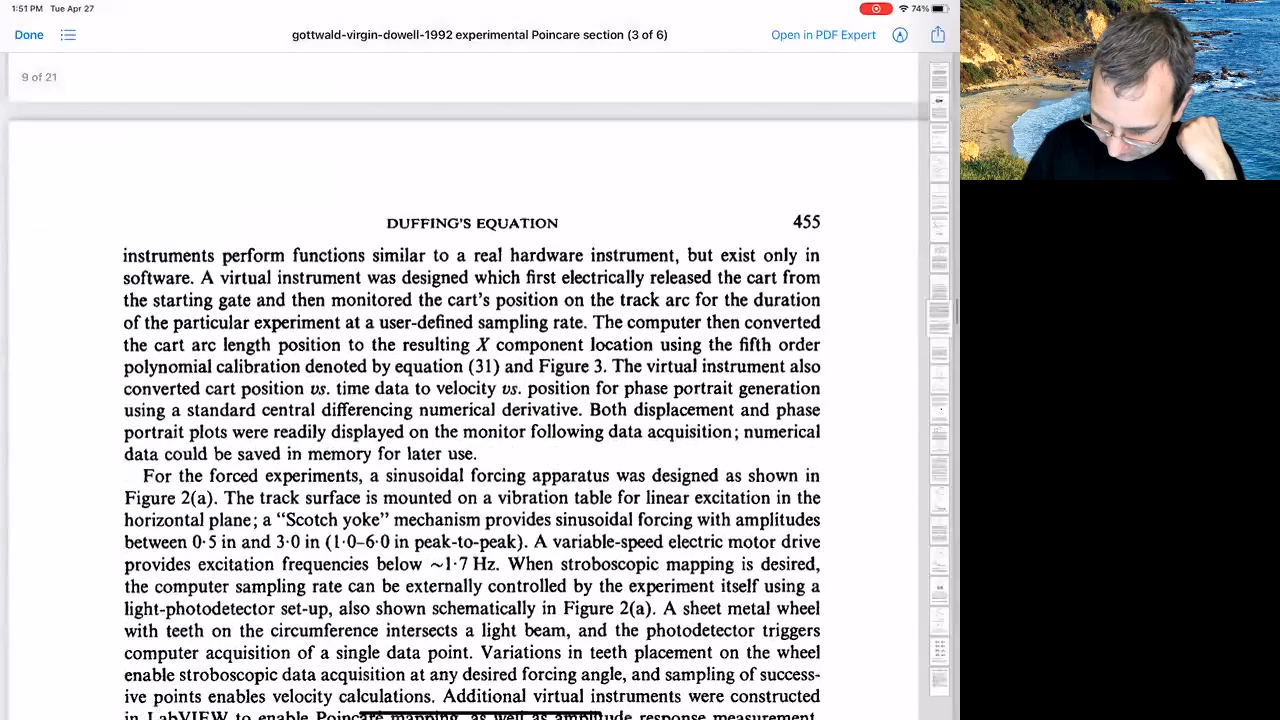 1:51 PM Tue Apr 27
74%
Done
gottwald-virgin-dowell-1992 experimental Poincare section (3 of 6)
Open in PDF Expert
9 of 21
DUFFING'S EQUATION 455
instruments perform functions similar to a real hardware instrument, but exist only in
software. A virtual instrument was designed which first electrically released the cart from
the starting gate and then monitored the cart's position on the track arc for the duration
of the particular experiment at a user-defined sampling rate. The computer then converted
the cart arc length position to the resulting X component location using the fifth order
polynomial calibration denoted by equation (31) and Figure 3. The virtual instrument also
converted cart position vs. time data to velocity vs. position for phase portrait generation
using a standard central differencing numerical derivative. Both displacement and phase
portrait plots were readily displayed on the monitor following data acquisition; numerical
data could be saved in memory for later use.
For the forced experiments, a sinusoidal forcing apparatus was designed as shown in
Figure 2(a). The track surface is mounted on a vibration table for linear excitation in the
horizontal plane; a "Scotch yoke" mechanism provides sinusoidal forcing with amplitudes
between 0·5 in and 3·0 in (1·0–6·0 in peak-to-peak). A variable-speed electric motor drive
provides excitation frequencies below ~1·7 Hz. When stroboscopic mapping is desired,
the computer sampling rate can be externally controlled by the experiment itself using a
light-photodetector set-up also shown schematically in Figure 2(a). A sheet metal wheel
with teeth on the circumference intersects a light beam, and the photodetector triggers
computer acquisition of a single data point. Variations in teeth placement on the wheel
enable stroboscopic data acquisition at any desired forcing angle, and sampling of success-
ive points enables velocity calculations. Additional virtual instruments were constructed
in LabVIEW to enable Poincaré mapping, as well as amplitude response measurement.